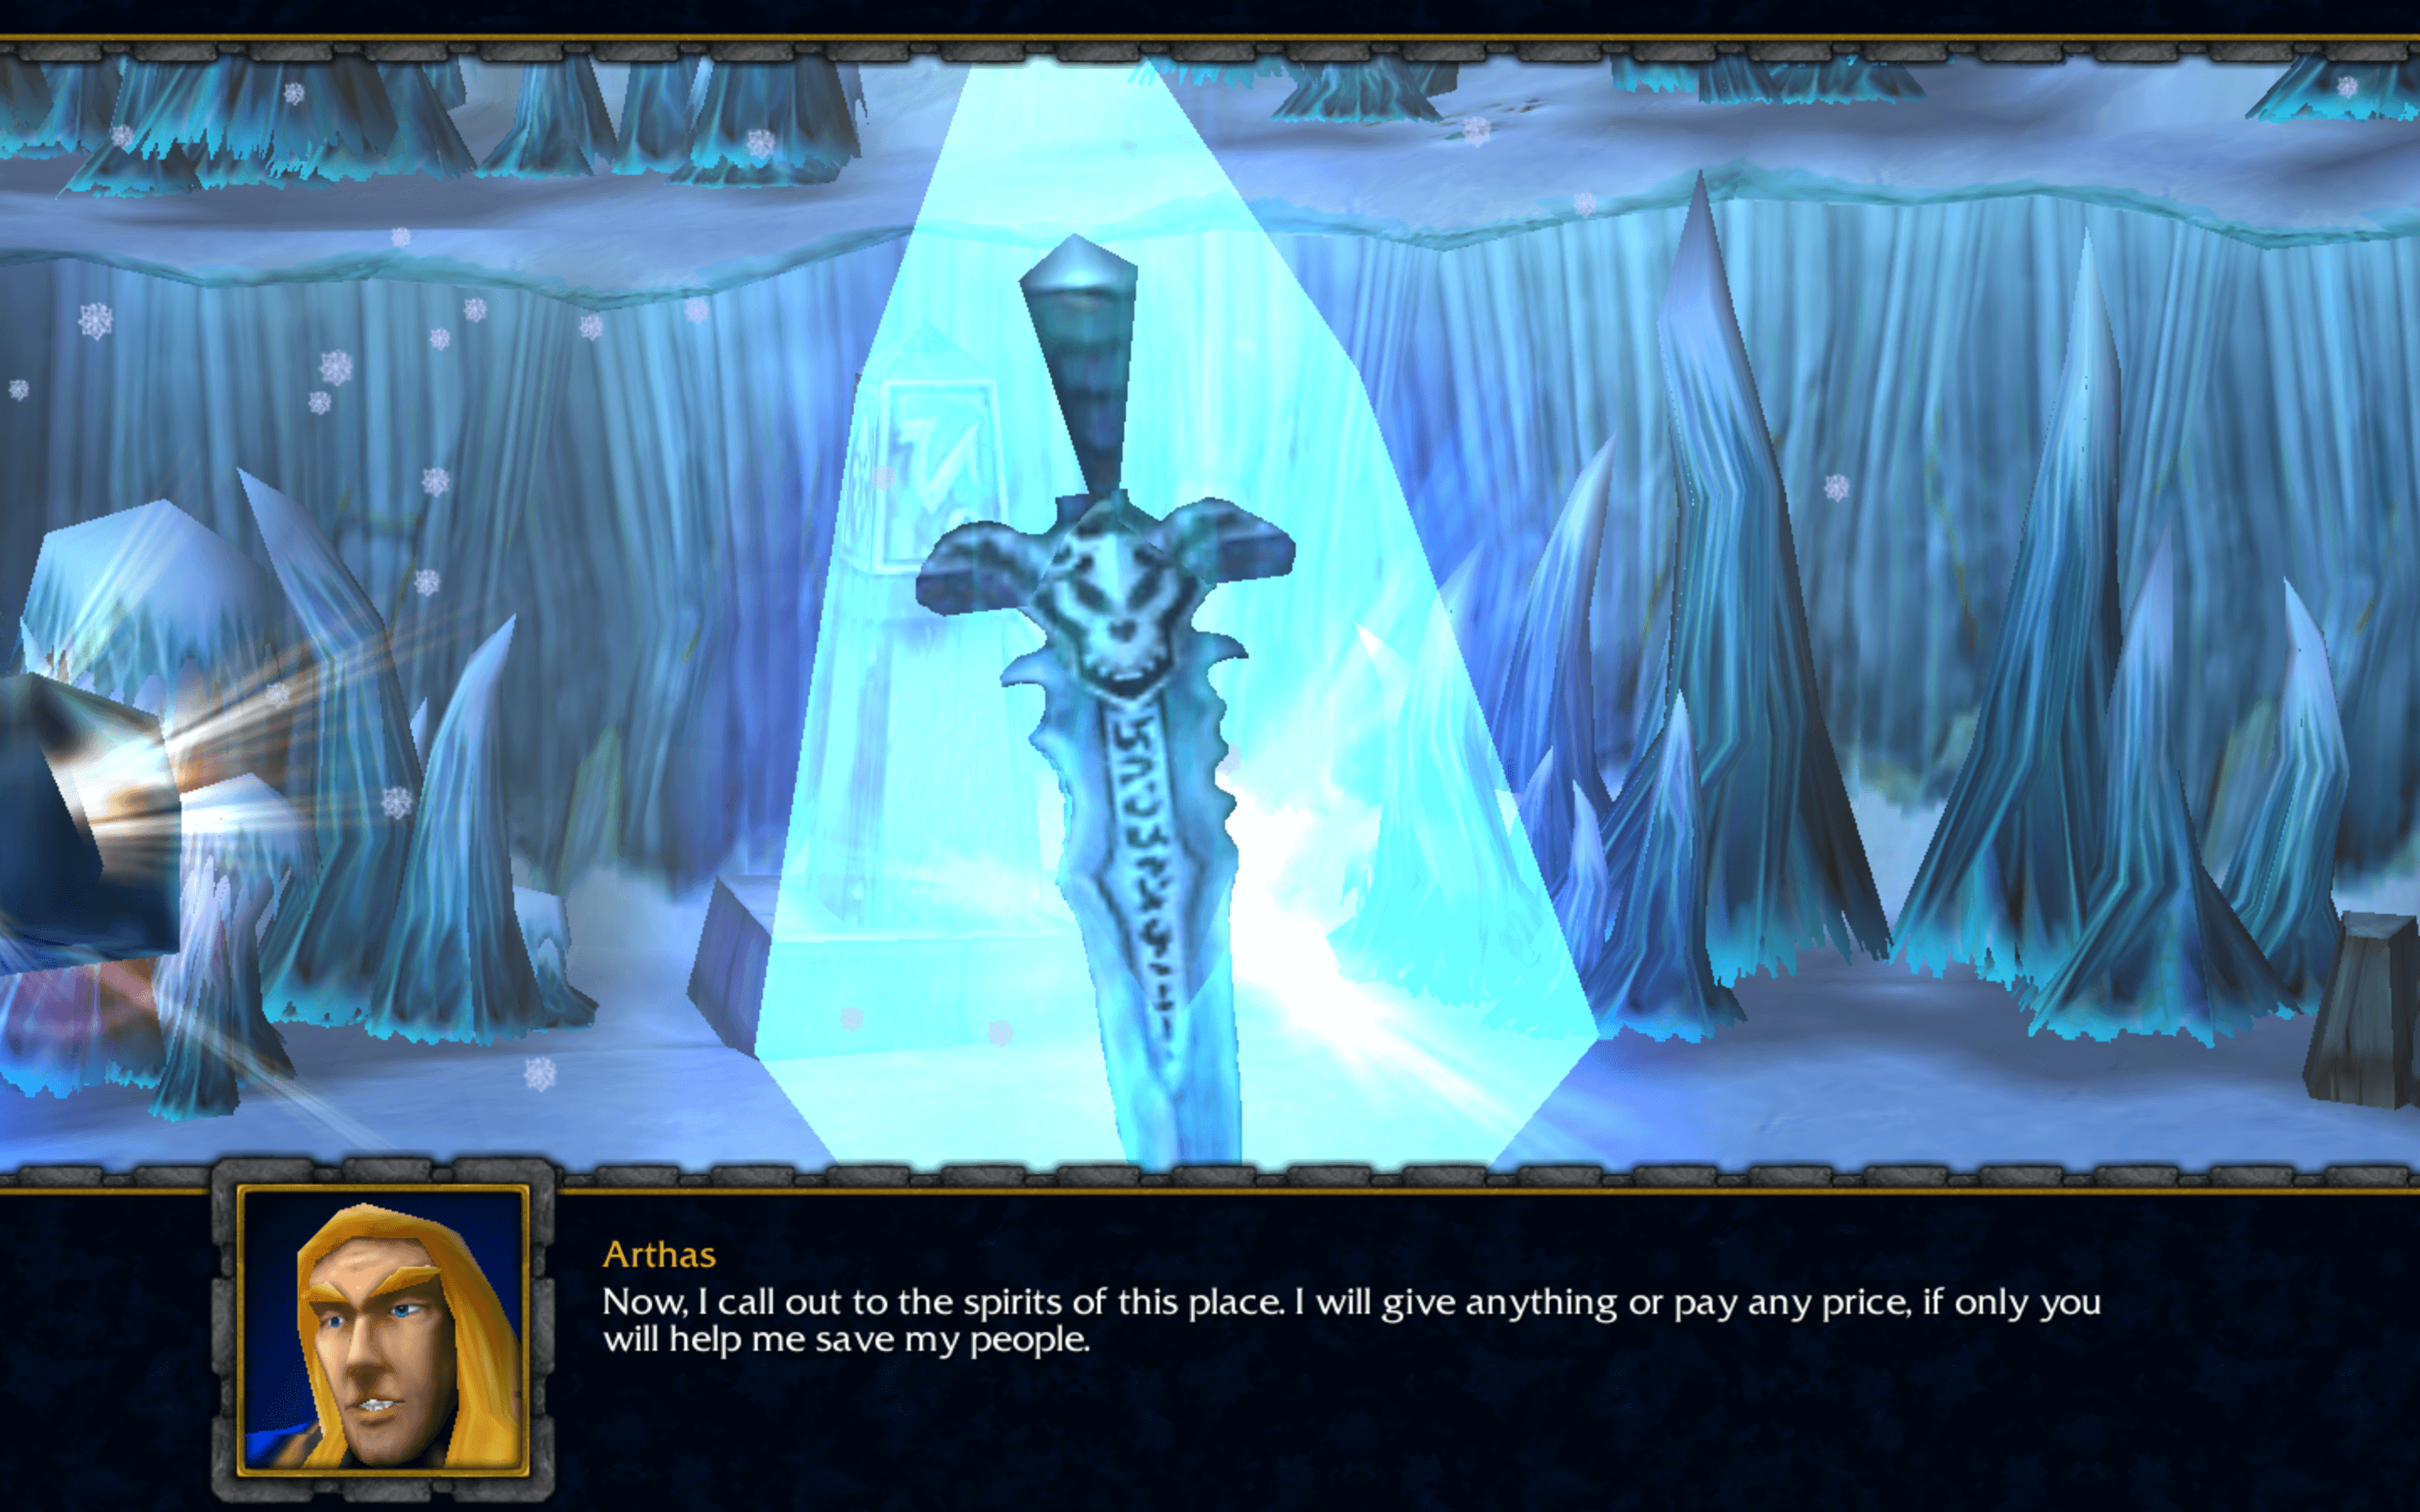 Arthas
Now, I call out to the spirits of this place. I will give anything or pay any price, if only you
will help me save my people.